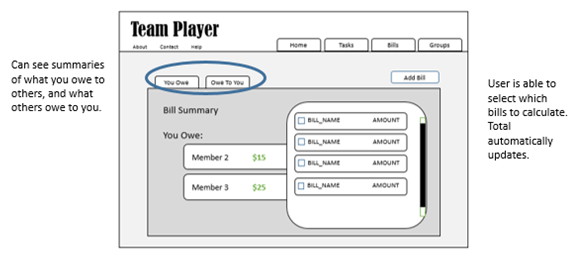 Team Player
About Contact Help
Home Tasks Bills Groups
Can see summaries
of what you owe to
others, and what
others owe to you.
You Owe Owe To You
Add Bill
User is able to
select which
bills to calculate.
Total
automatically
updates.
Bill Summary
You Owe:
Member 2 $15
Member 3 $25
BILL_NAME AMOUNT
BILL_NAME AMOUNT
BILL_NAME AMOUNT
BILL_NAME AMOUNT